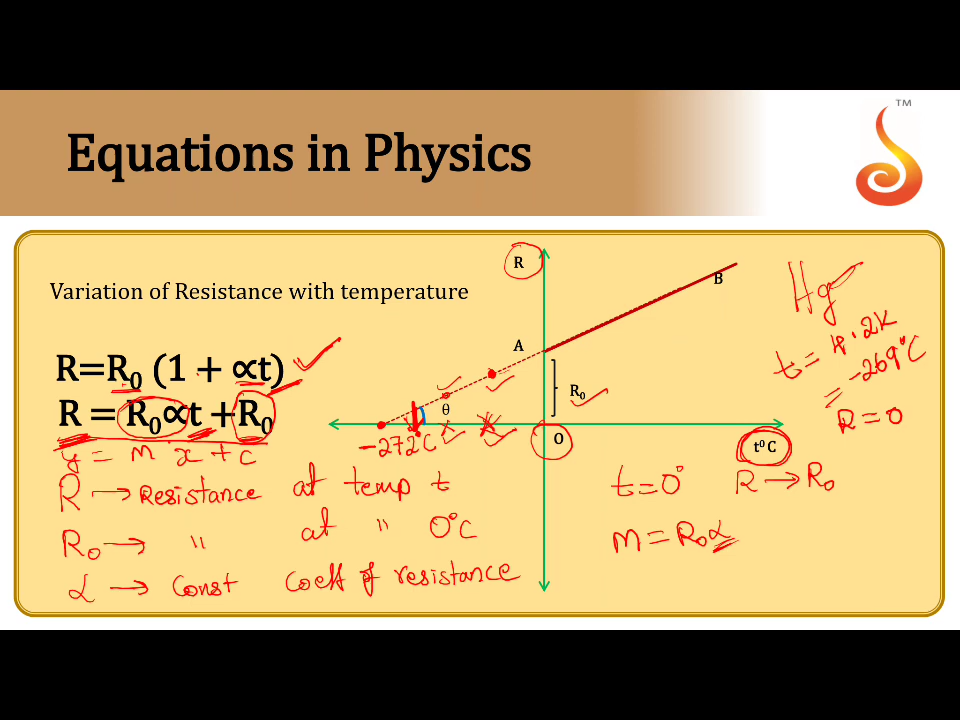 TM
Equations in Physics
Variation of Resistance with temperature
R=R₀ (1 + ∝t)
R = R₀∝t +R₀
y = m x + c
R → Resistance at temp t
R₀ → " at " 0°C
α → Const Coeff of resistance
R
B
A
R₀
θ
O
t⁰ C
-272°C
t = 0° R → R₀
m = R₀α
Hg
t = 4.2K
= -269°C
R = 0